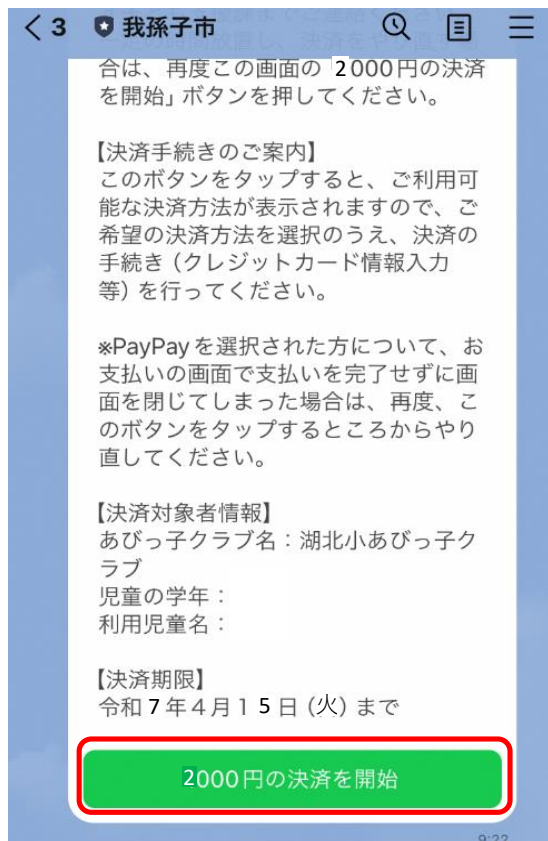 3 我孫子市
合は、再度この画面の 2000円の決済
を開始」ボタンを押してください。
【決済手続きのご案内】
このボタンをタップすると、ご利用可
能な決済方法が表示されますので、ご
希望の決済方法を選択のうえ、決済の
手続き（クレジットカード情報入力
等）を行ってください。
※PayPayを選択された方について、お
支払いの画面で支払いを完了せずに画
面を閉じてしまった場合は、再度、こ
のボタンをタップするところからやり
直してください。
【決済対象者情報】
あびっ子クラブ名：湖北小あびっ子ク
ラブ
児童の学年：
利用児童名：
【決済期限】
令和７年４月１５日（火）まで
2000円の決済を開始